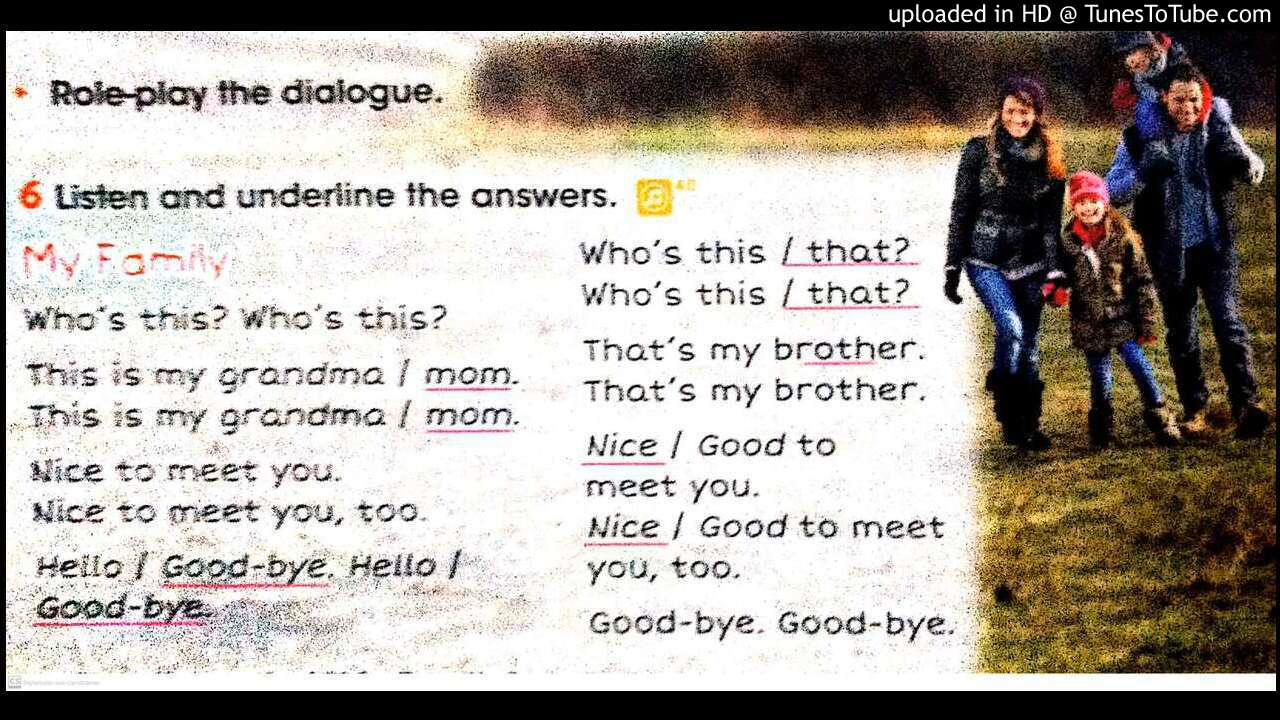 uploaded in HD @ TunesToTube.com
Role-play the dialogue.
6 Listen and underline the answers.
My Family
Who's this? Who's this?
This is my grandma / mom.
This is my grandma / mom.
Nice to meet you.
Nice to meet you, too.
Hello / Good-bye. Hello /
Good-bye.
Who's this / that?
Who's this / that?
That's my brother.
That's my brother.
Nice / Good to
meet you.
Nice / Good to meet
you, too.
Good-bye. Good-bye.